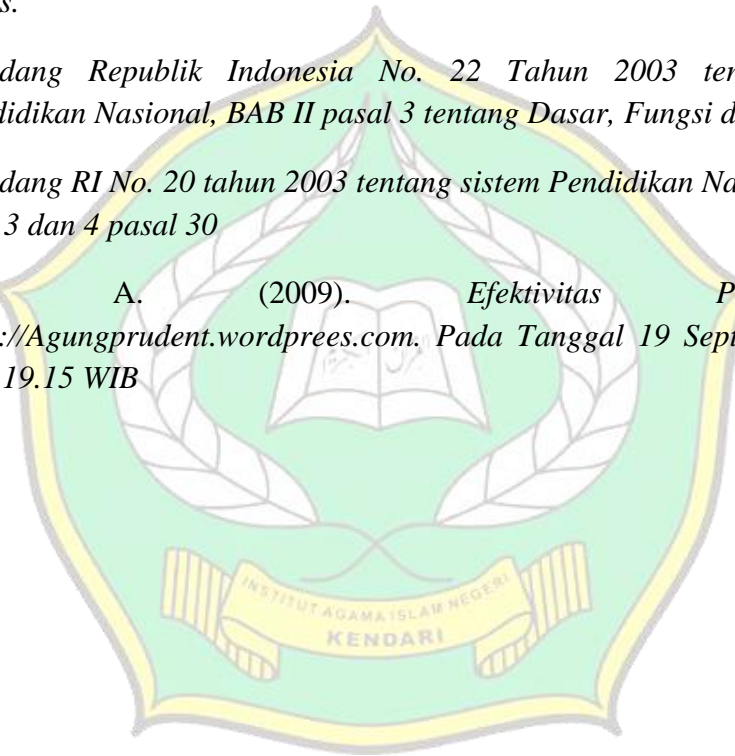 s.
dang Republik Indonesia No. 22 Tahun 2003 ten
didikan Nasional, BAB II pasal 3 tentang Dasar, Fungsi d
dang RI No. 20 tahun 2003 tentang sistem Pendidikan Na
3 dan 4 pasal 30
A. (2009). Efektivitas P
://Agungprudent.wordprees.com. Pada Tanggal 19 Sept
19.15 WIB
INSTITUT AGAMA ISLAM NEGERI
KENDARI